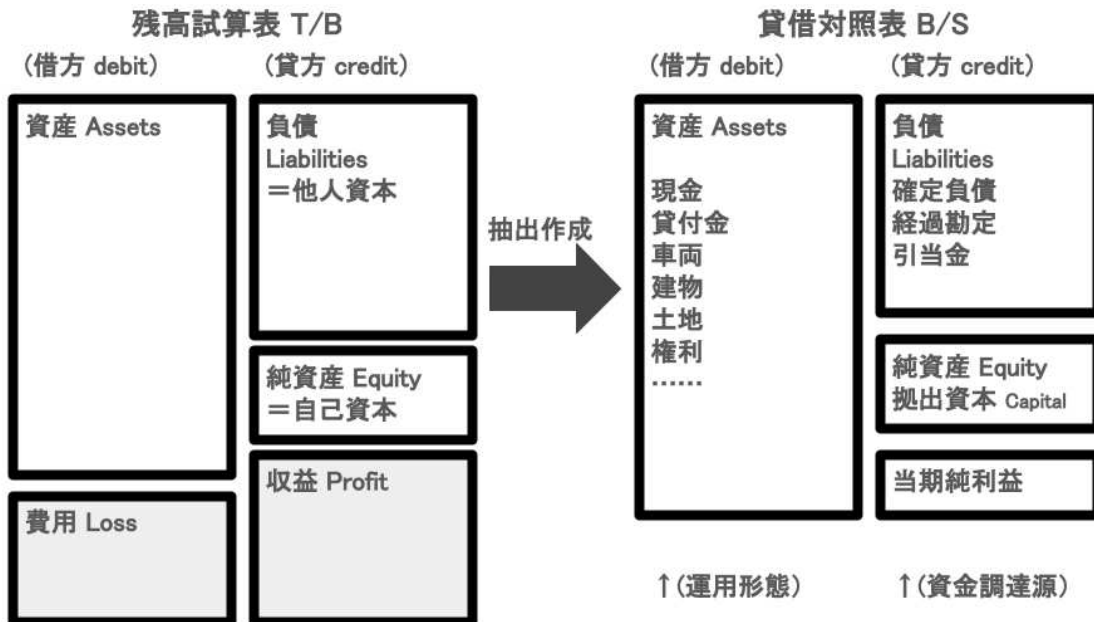 残高試算表 T/B
(借方 debit)
(貸方 credit)
資産 Assets
負債
Liabilities
＝他人資本
純資産 Equity
＝自己資本
収益 Profit
費用 Loss
抽出作成
貸借対照表 B/S
(借方 debit)
(貸方 credit)
資産 Assets
現金
貸付金
車両
建物
土地
権利
……
負債
Liabilities
確定負債
経過勘定
引当金
純資産 Equity
拠出資本 Capital
当期純利益
↑(運用形態)
↑(資金調達源)